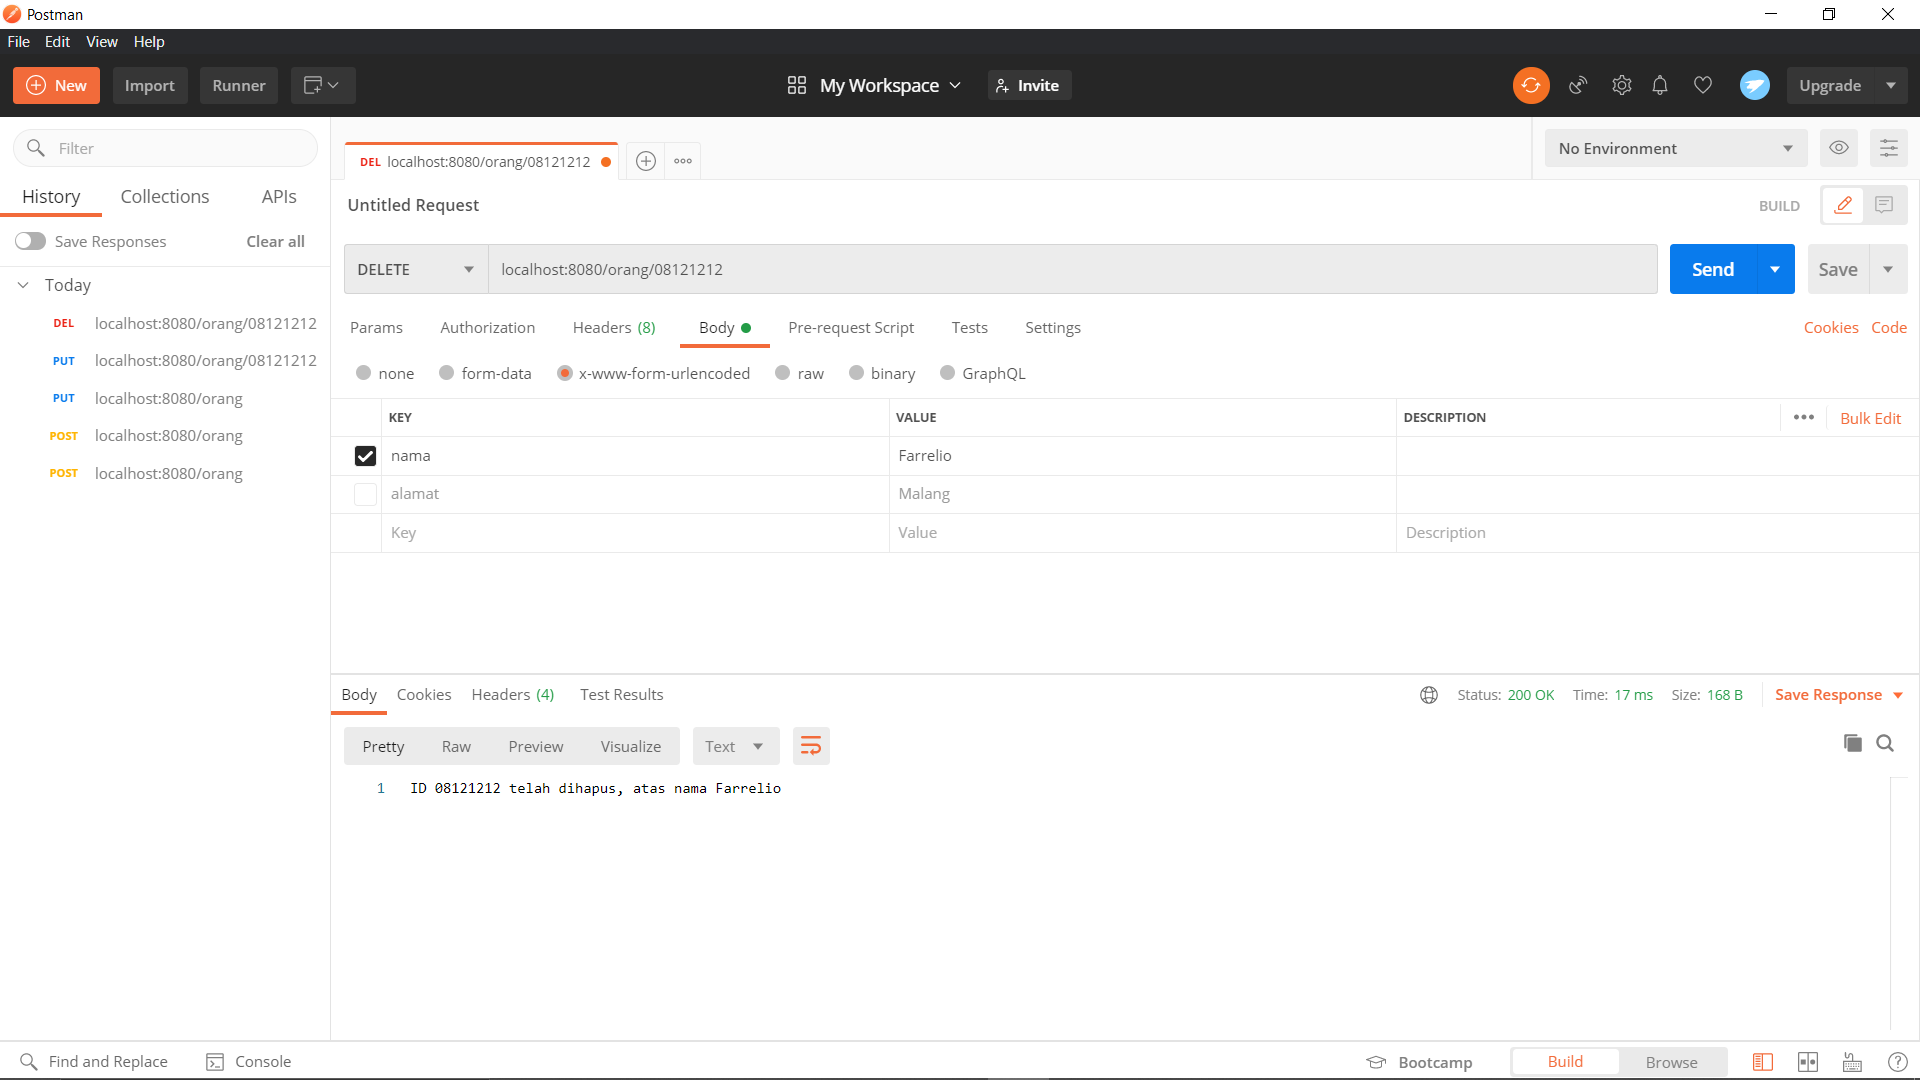 Postman
File Edit View Help
New Import Runner My Workspace Invite Upgrade
Filter
History Collections APIs
Save Responses Clear all
Today
DEL localhost:8080/orang/08121212
PUT localhost:8080/orang/08121212
PUT localhost:8080/orang
POST localhost:8080/orang
POST localhost:8080/orang
DEL localhost:8080/orang/08121212
No Environment
Untitled Request
BUILD
DELETE localhost:8080/orang/08121212 Send Save
Params Authorization Headers (8) Body Pre-request Script Tests Settings Cookies Code
none form-data x-www-form-urlencoded raw binary GraphQL
KEY VALUE DESCRIPTION Bulk Edit
nama Farrelio
alamat Malang
Key Value Description
Body Cookies Headers (4) Test Results Status: 200 OK Time: 17 ms Size: 168 B Save Response
Pretty Raw Preview Visualize Text
1 ID 08121212 telah dihapus, atas nama Farrelio
Find and Replace Console Bootcamp Build Browse